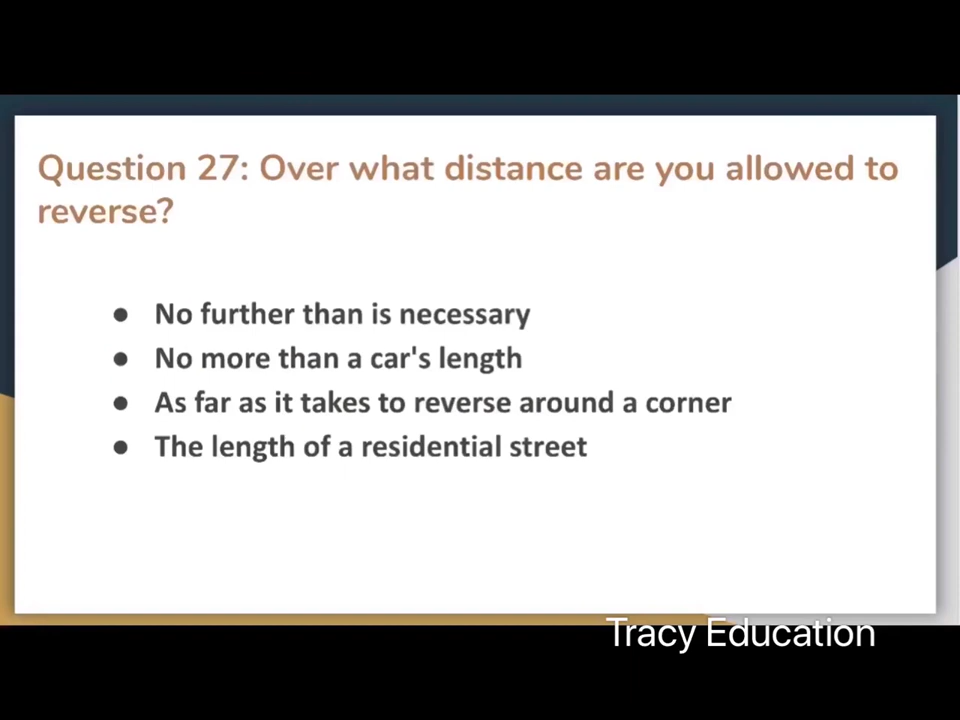 Question 27: Over what distance are you allowed to
reverse?
● No further than is necessary
● No more than a car's length
● As far as it takes to reverse around a corner
● The length of a residential street
Tracy Education